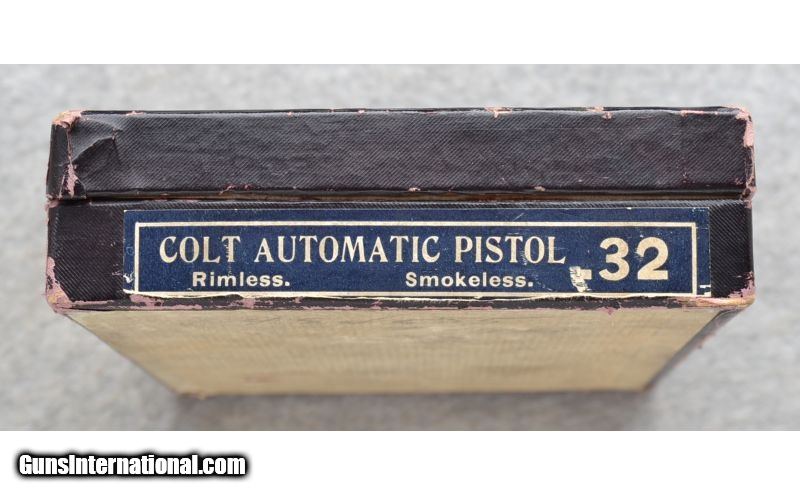 COLT AUTOMATIC PISTOL .32
Rimless. Smokeless.
GunsInternational.com